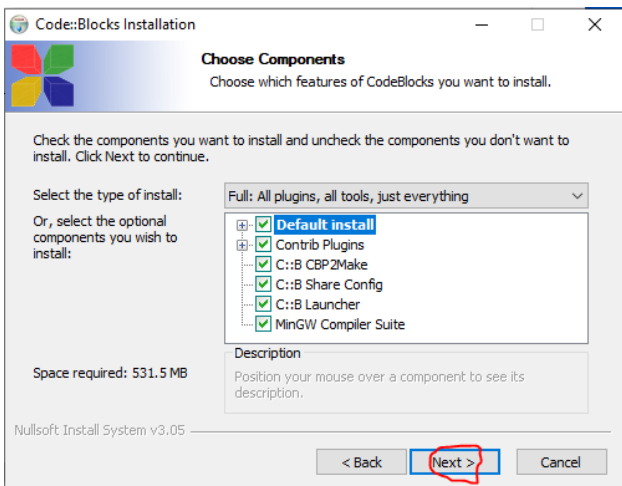 Code::Blocks Installation
Choose Components
Choose which features of CodeBlocks you want to install.
Check the components you want to install and uncheck the components you don't want to
install. Click Next to continue.
Select the type of install:
Full: All plugins, all tools, just everything
Or, select the optional
components you wish to
install:
Default install
Contrib Plugins
C::B CBP2Make
C::B Share Config
C::B Launcher
MinGW Compiler Suite
Space required: 531.5 MB
Description
Position your mouse over a component to see its
description.
Nullsoft Install System v3.05
< Back
Next >
Cancel